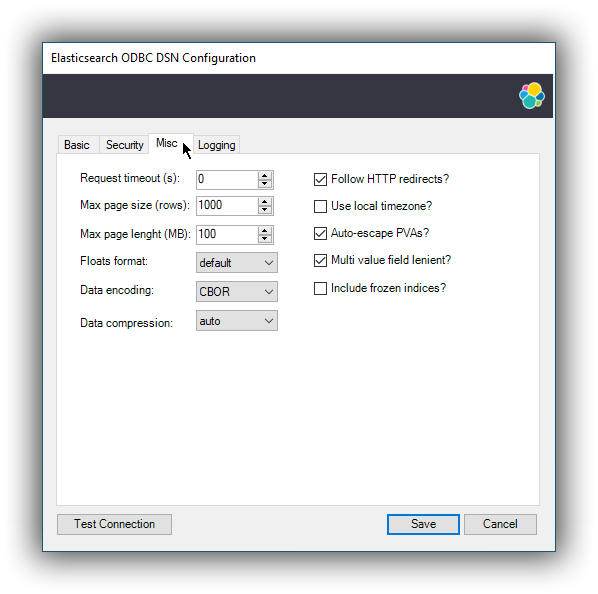 Elasticsearch ODBC DSN Configuration
Basic Security Misc Logging
Request timeout (s): 0 Follow HTTP redirects?
Max page size (rows): 1000 Use local timezone?
Max page lenght (MB): 100 Auto-escape PVAs?
Floats format: default Multi value field lenient?
Data encoding: CBOR Include frozen indices?
Data compression: auto
Test Connection Save Cancel